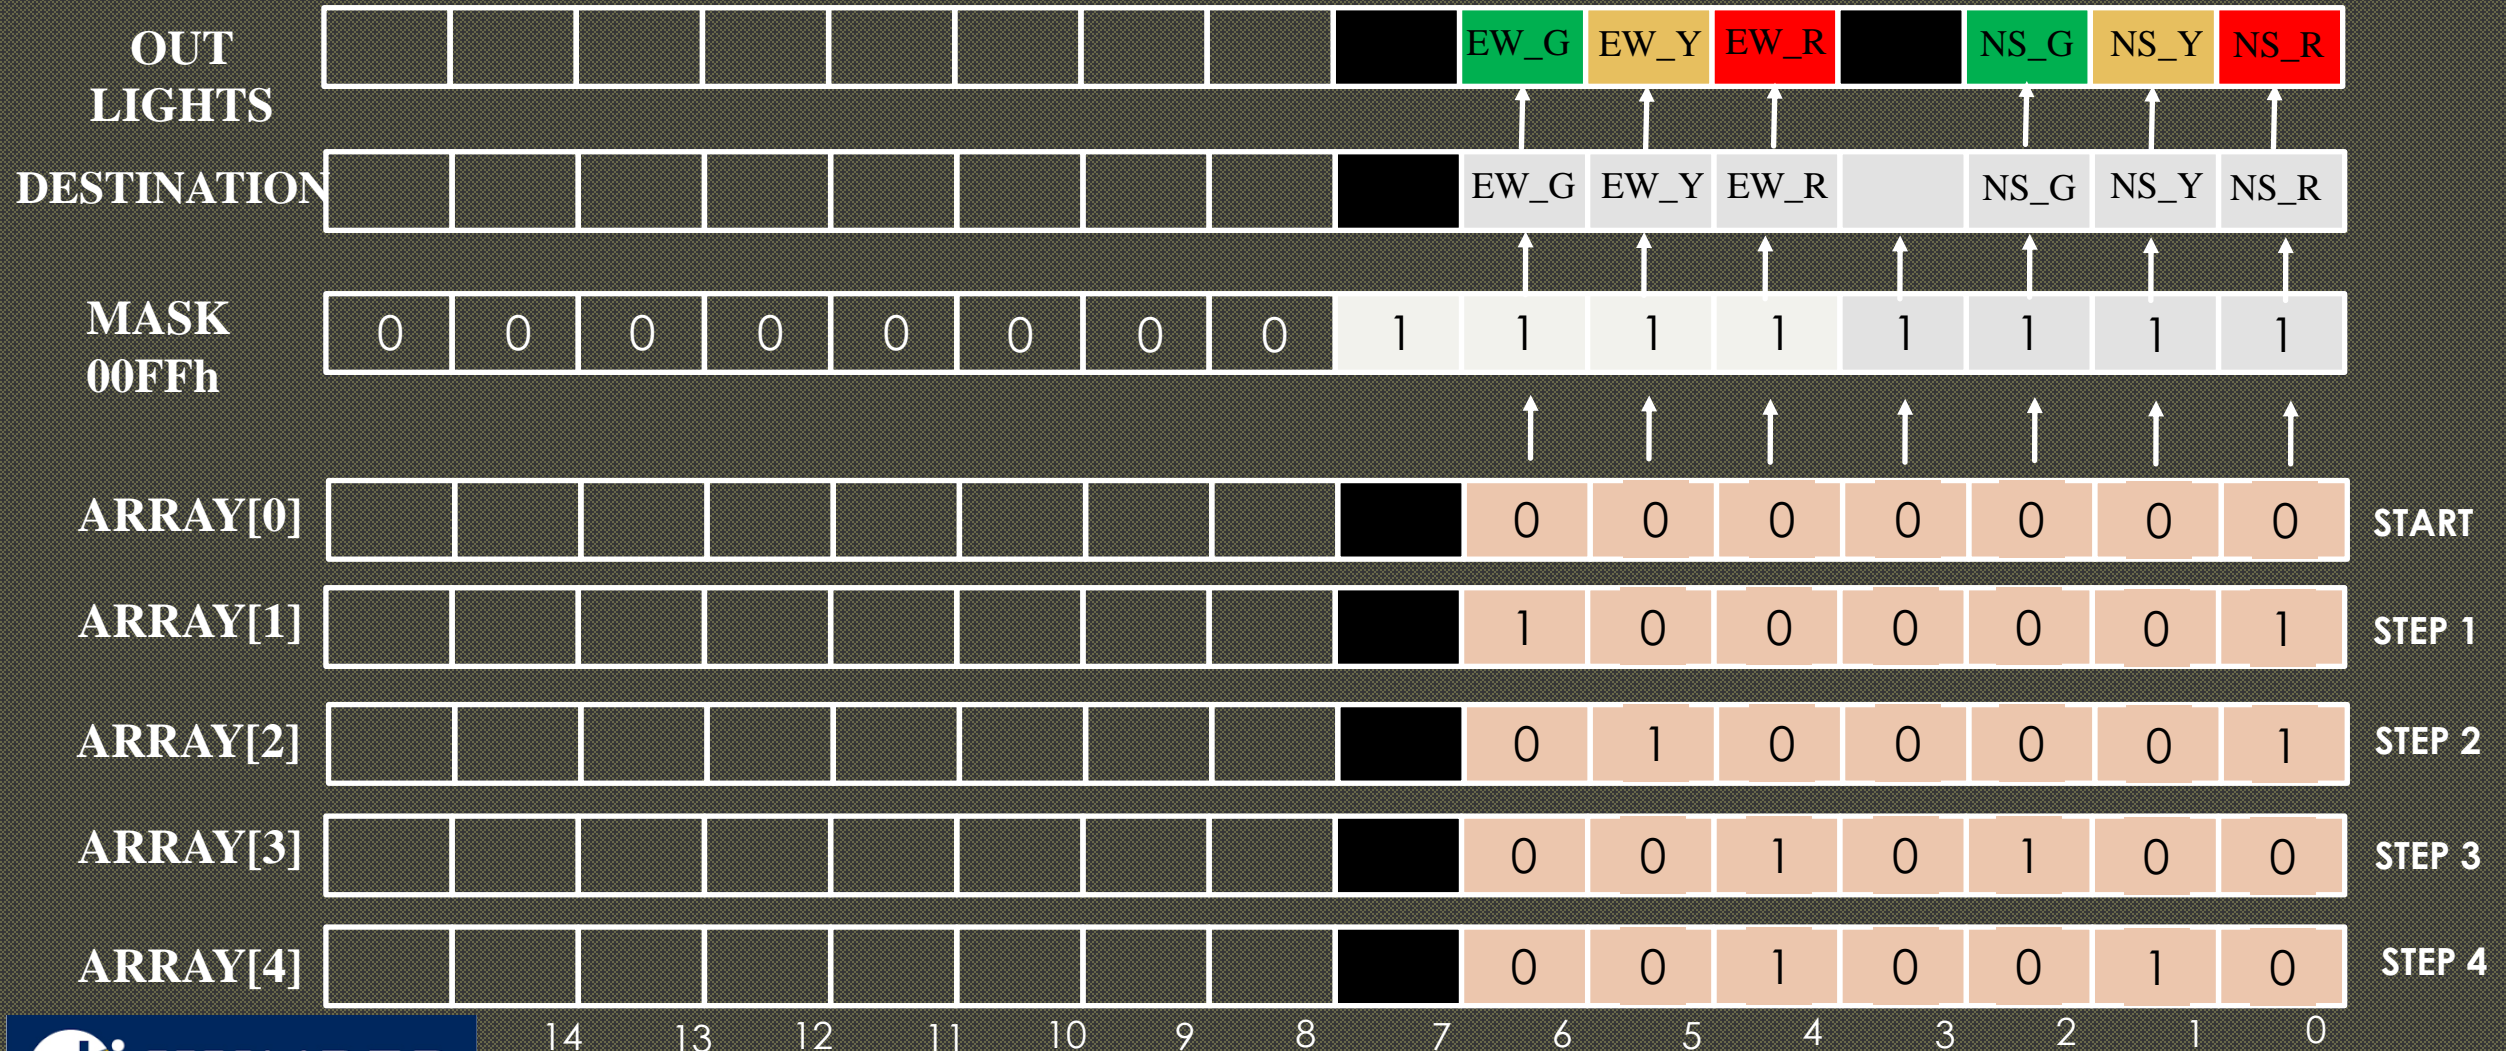 OUT
LIGHTS
EW_G EW_Y EW_R NS_G NS_Y NS_R
DESTINATION
EW_G EW_Y EW_R NS_G NS_Y NS_R
MASK
00FFh
0 0 0 0 0 0 0 0 1 1 1 1 1 1 1 1
ARRAY[0] 0 0 0 0 0 0 0 START
ARRAY[1] 1 0 0 0 0 0 1 STEP 1
ARRAY[2] 0 1 0 0 0 0 1 STEP 2
ARRAY[3] 0 0 1 0 1 0 0 STEP 3
ARRAY[4] 0 0 1 0 0 1 0 STEP 4
14 13 12 11 10 9 8 7 6 5 4 3 2 1 0